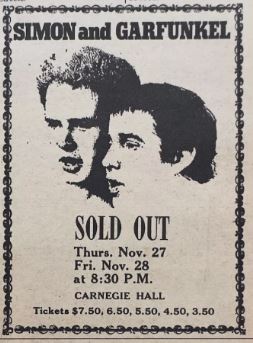 SIMON and GARFUNKEL
SOLD OUT
Thurs. Nov. 27
Fri. Nov. 28
at 8:30 P.M.
CARNEGIE HALL
Tickets $7.50, 6.50, 5.50, 4.50, 3.50